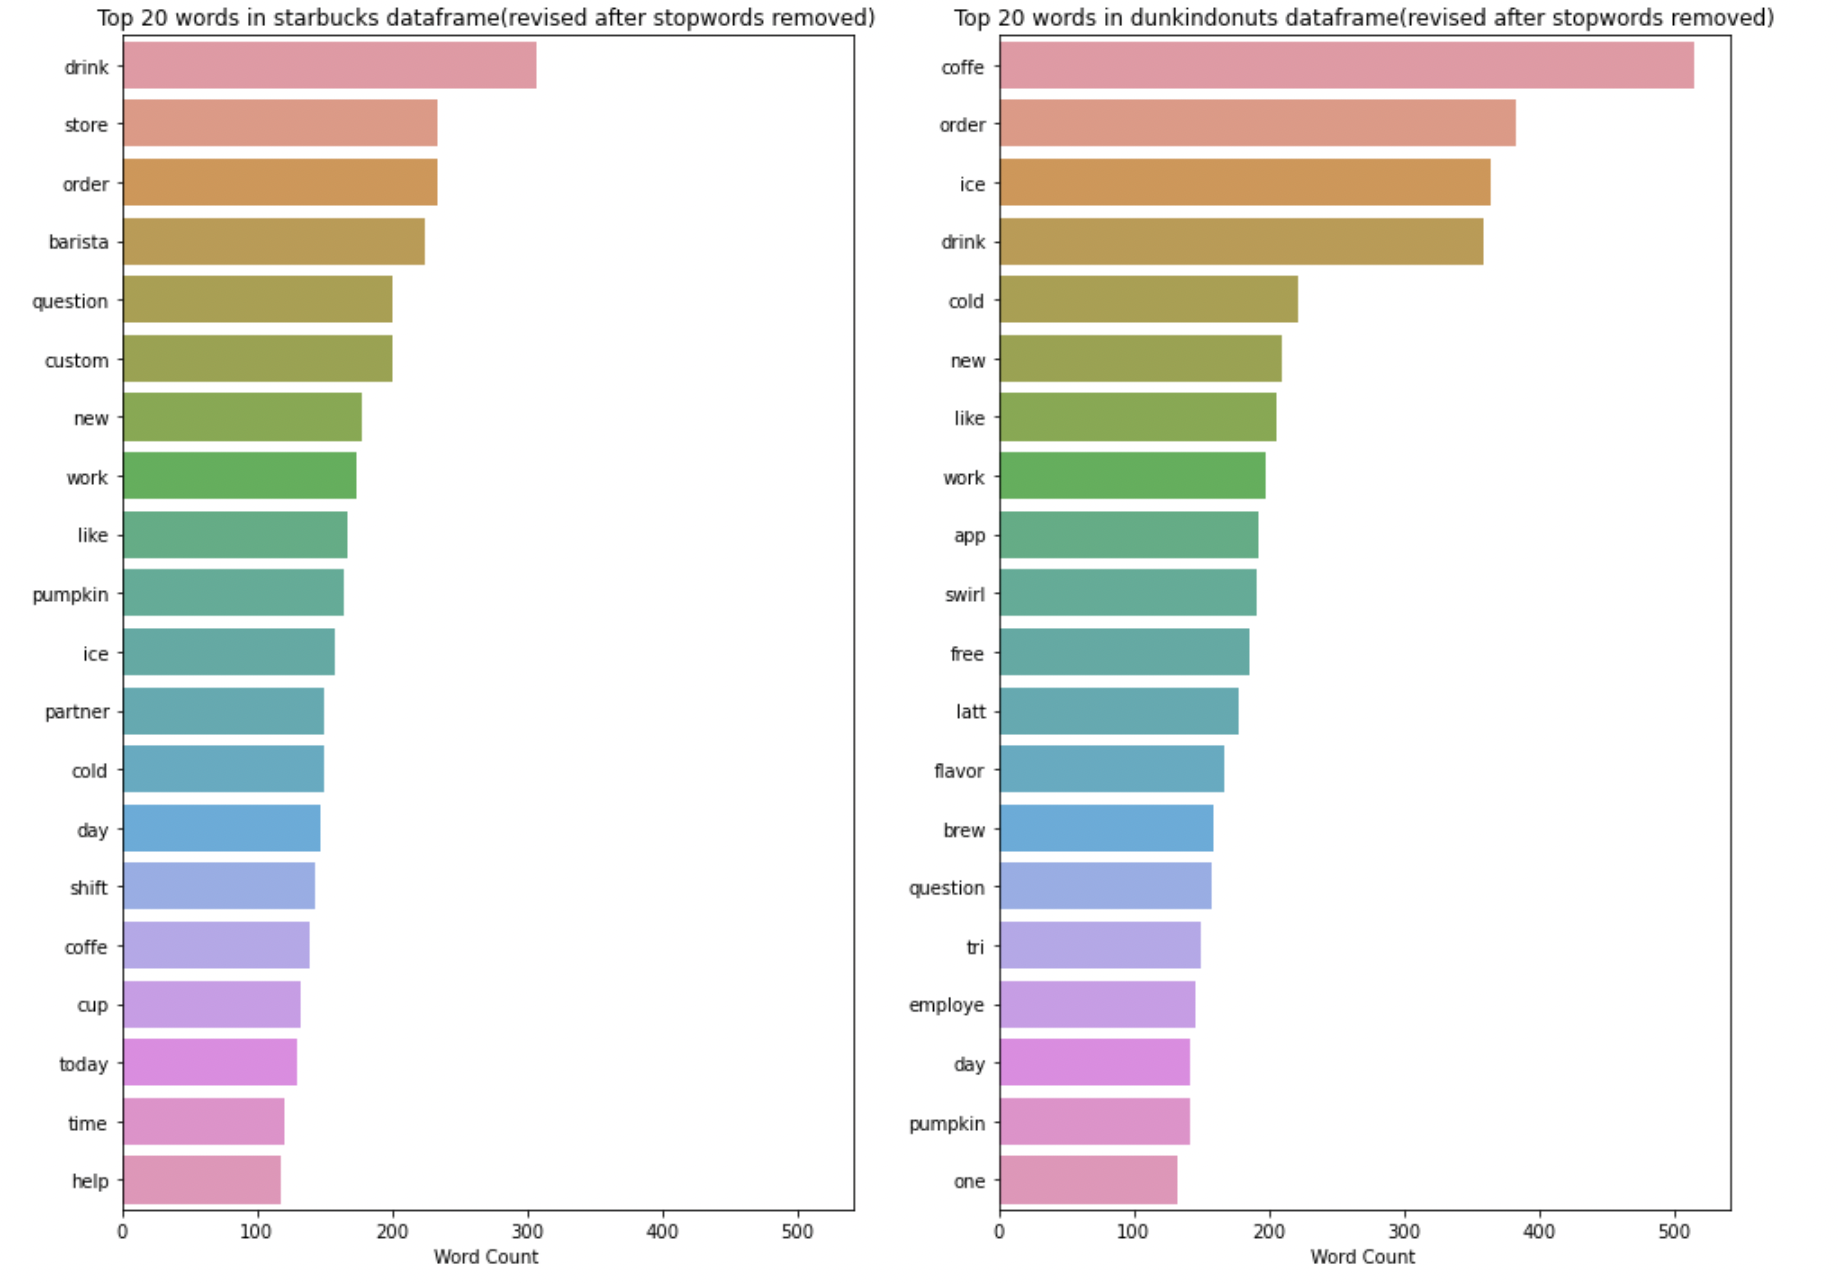 Top 20 words in starbucks dataframe(revised after stopwords removed)
drink
store
order
barista
question
custom
new
work
like
pumpkin
ice
partner
cold
day
shift
coffe
cup
today
time
help
0 100 200 300 400 500
Word Count
Top 20 words in dunkindonuts dataframe(revised after stopwords removed)
coffe
order
ice
drink
cold
new
like
work
app
swirl
free
latt
flavor
brew
question
tri
employe
day
pumpkin
one
0 100 200 300 400 500
Word Count